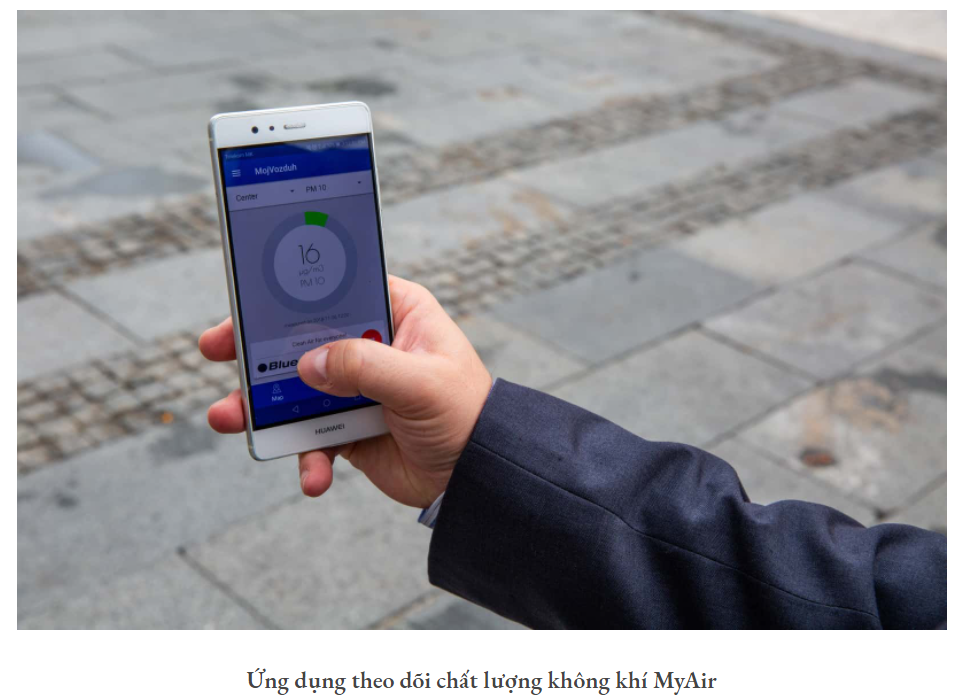 MojVozduh
Center
PM 10
16
µg/m3
PM 10
Blue
Map
HUAWEI
Ứng dụng theo dõi chất lượng không khí MyAir